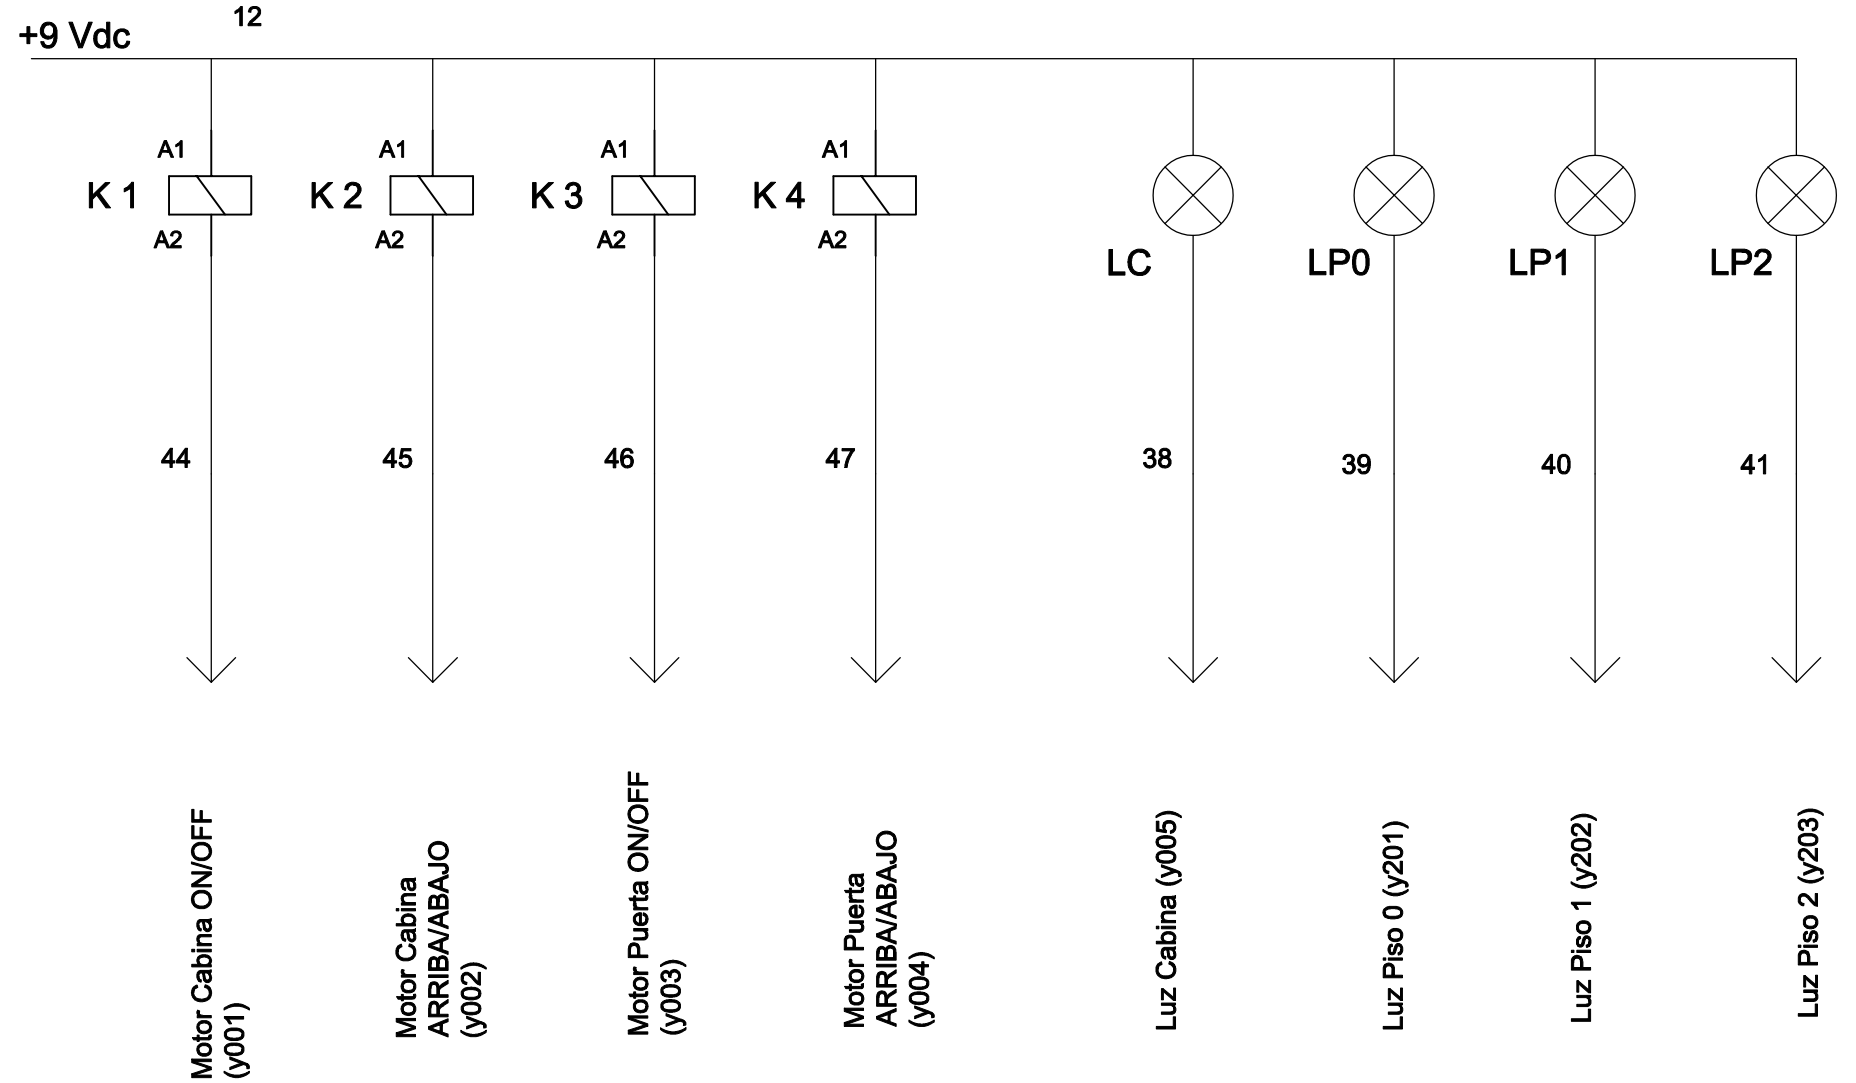 12
+9 Vdc
A1
A1
A1
A1
K 1
K 2
K 3
K 4
A2
A2
A2
A2
LC
LP0
LP1
LP2
44
45
46
47
38
39
40
41
Motor Cabina ON/OFF
(y001)
Motor Cabina
ARRIBA/ABAJO
(y002)
Motor Puerta ON/OFF
(y003)
Motor Puerta
ARRIBA/ABAJO
(y004)
Luz Cabina (y005)
Luz Piso 0 (y201)
Luz Piso 1 (y202)
Luz Piso 2 (y203)